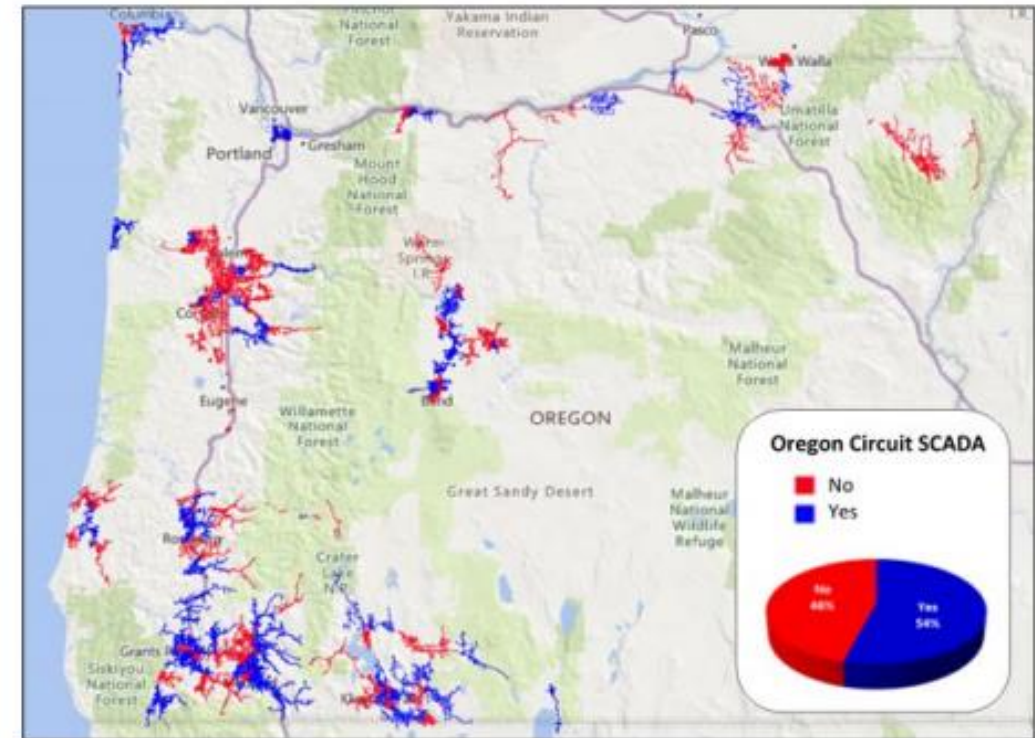 Columbia
National
Forest
Yakama Indian
Reservation
Pasco
Walla Walla
Vancouver
Portland
Gresham
Mount
Hood
National
Forest
Umatilla
National
Forest
Warm
Springs
I.R.
Eugene
Willamette
National
Forest
Bend
OREGON
Malheur
National
Forest
Great Sandy Desert
Malheur
National
Wildlife
Refuge
Crater
Lake
N.P.
Grants
Siskiyou
National
Forest
Oregon Circuit SCADA
No
Yes
No
46%
Yes
54%